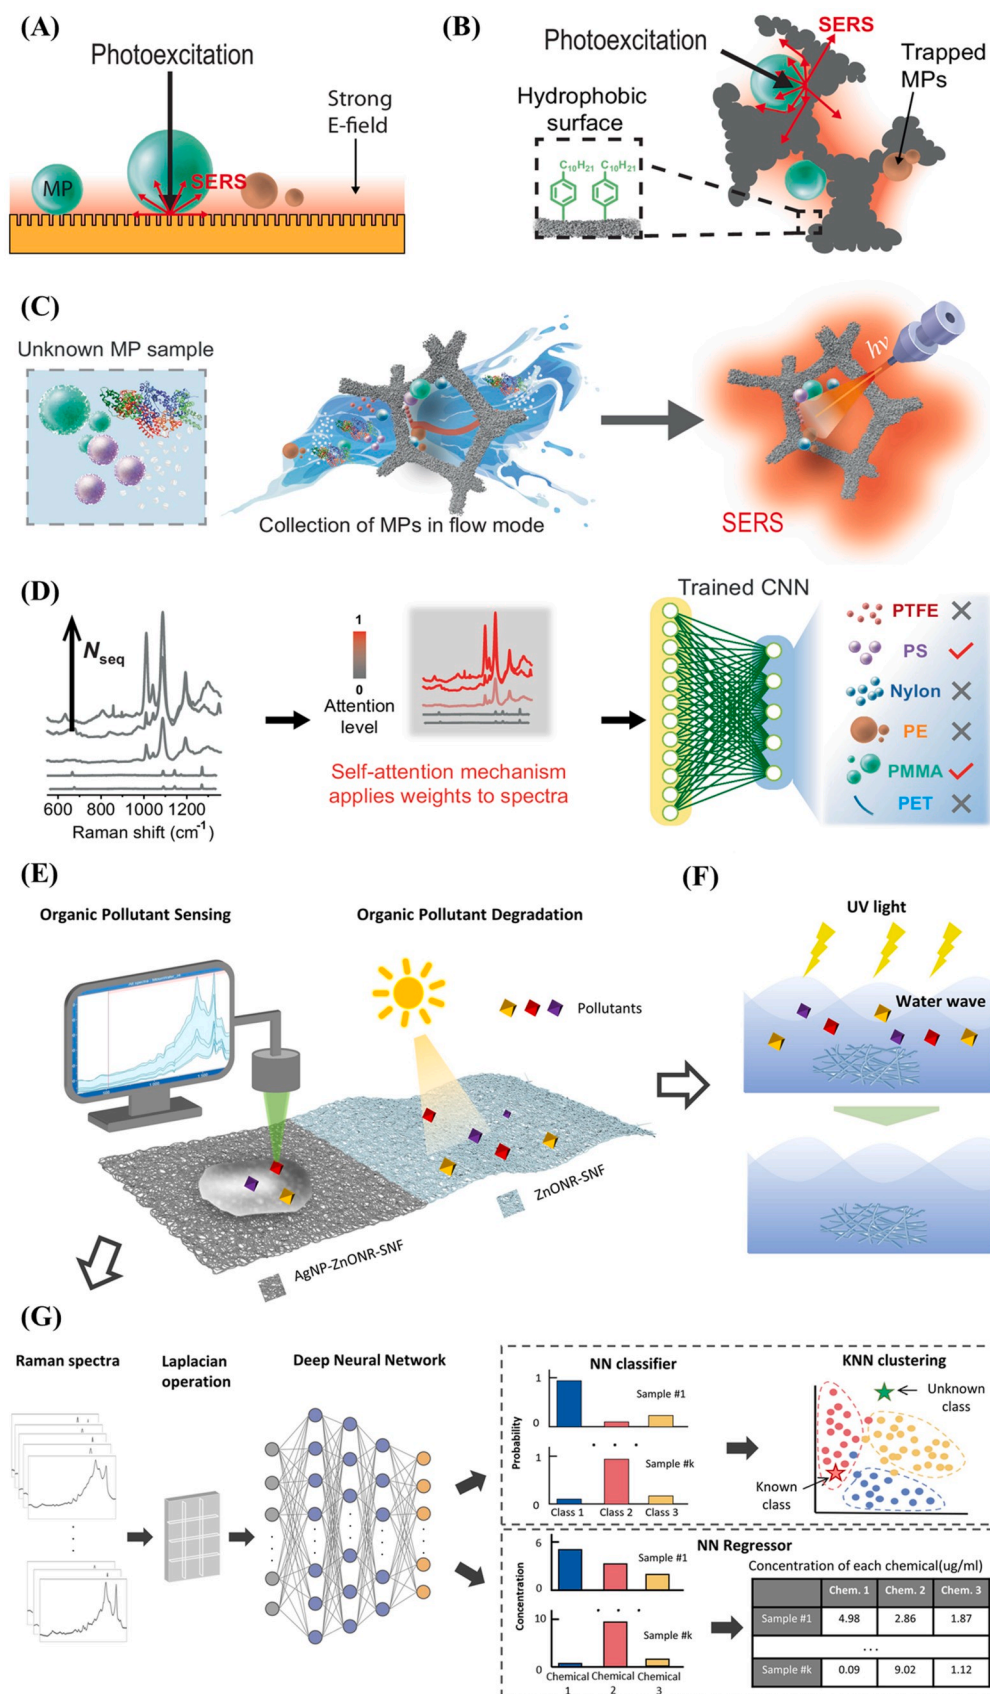 (A)
Photoexcitation
Strong
E-field
MP
SERS
(B)
SERS
Photoexcitation
Trapped
MPs
Hydrophobic
surface
C₁₀H₂₁ C₁₀H₂₁
(C)
Unknown MP sample
Collection of MPs in flow mode
hν
SERS
(D)
Nseq
600 800 1000 1200
Raman shift (cm⁻¹)
1
0
Attention
level
Self-attention mechanism
applies weights to spectra
Trained CNN
PTFE
PS
Nylon
PE
PMMA
PET
(E)
Organic Pollutant Sensing
Organic Pollutant Degradation
Pollutants
ZnONR-SNF
AgNP-ZnONR-SNF
(F)
UV light
Water wave
(G)
Raman spectra
Laplacian
operation
Deep Neural Network
NN classifier
Probability
1
0
Sample #1
. . .
1
0
Sample #k
Class 1 Class 2 Class 3
KNN clustering
Unknown
class
Known
class
NN Regressor
Concentration
6
0
Sample #1
. . .
10
0
Sample #k
Chemical Chemical Chemical
1 2 3
Concentration of each chemical(ug/ml)
Chem. 1 Chem. 2 Chem. 3
Sample #1 4.98 2.86 1.87
...
Sample #k 0.09 9.02 1.12